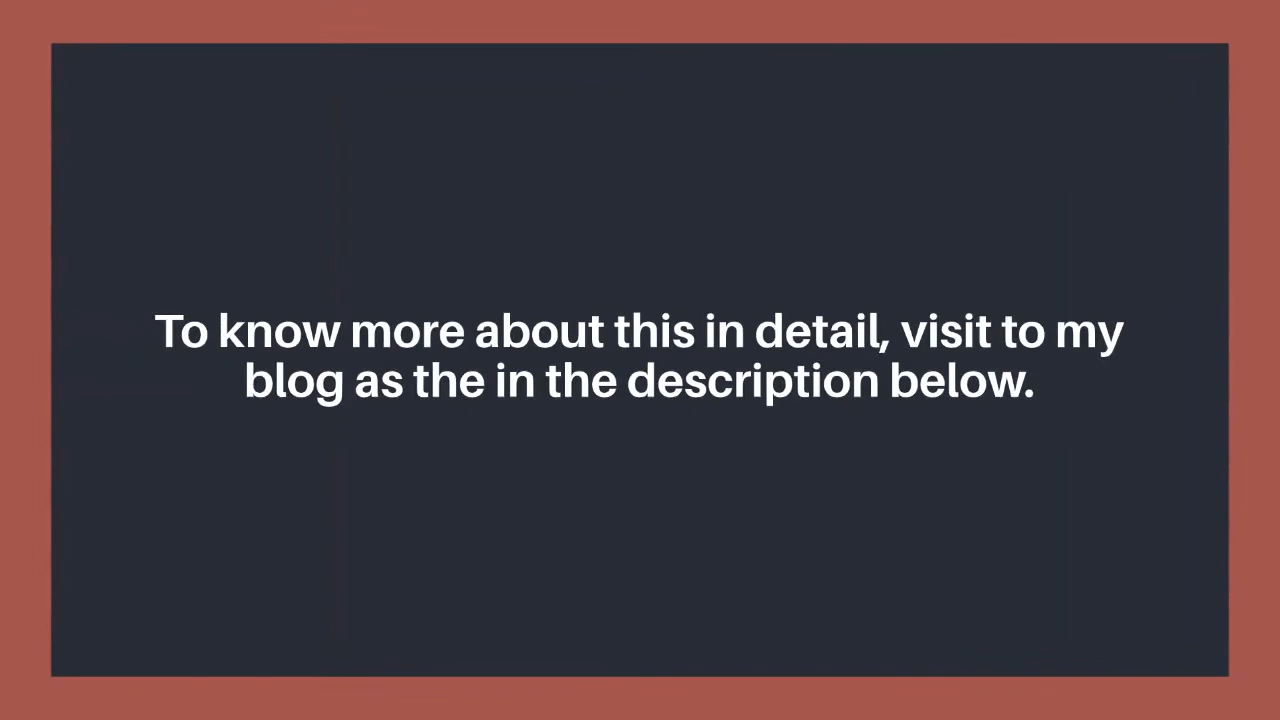 To know more about this in detail, visit to my
blog as the in the description below.